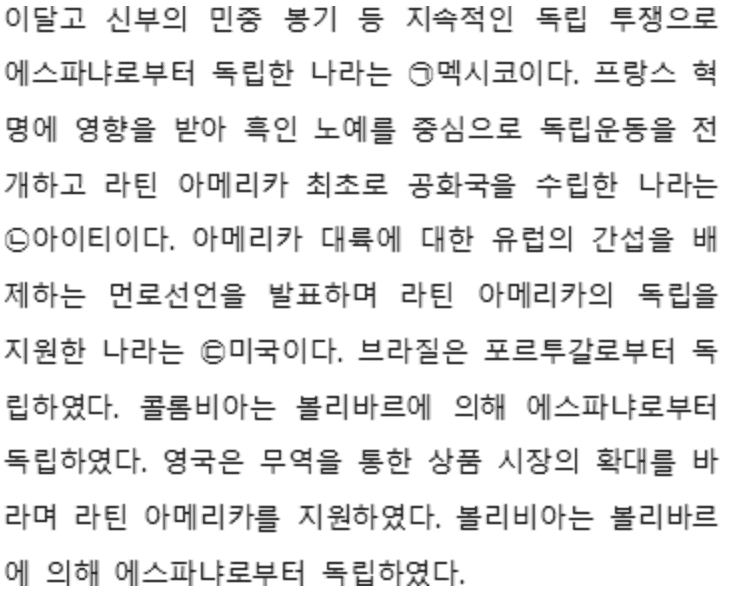 이달고 신부의 민중 봉기 등 지속적인 독립 투쟁으로
에스파냐로부터 독립한 나라는 ㉠멕시코이다. 프랑스 혁
명에 영향을 받아 흑인 노예를 중심으로 독립운동을 전
개하고 라틴 아메리카 최초로 공화국을 수립한 나라는
㉡아이티이다. 아메리카 대륙에 대한 유럽의 간섭을 배
제하는 먼로선언을 발표하며 라틴 아메리카의 독립을
지원한 나라는 ㉢미국이다. 브라질은 포르투갈로부터 독
립하였다. 콜롬비아는 볼리바르에 의해 에스파냐로부터
독립하였다. 영국은 무역을 통한 상품 시장의 확대를 바
라며 라틴 아메리카를 지원하였다. 볼리비아는 볼리바르
에 의해 에스파냐로부터 독립하였다.